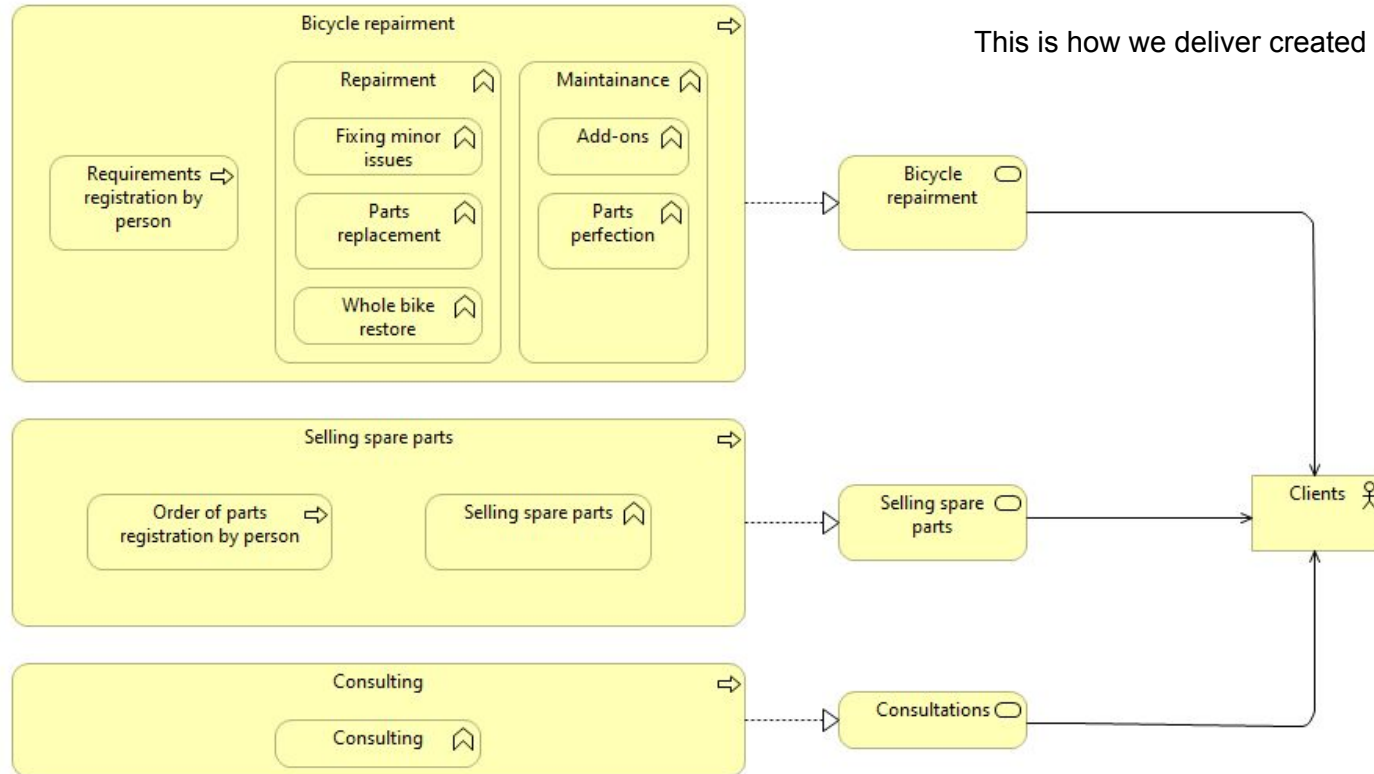 This is how we deliver created
Bicycle repairment
Repairment
Fixing minor
issues
Parts
replacement
Whole bike
restore
Maintainance
Add-ons
Parts
perfection
Requirements
registration by
person
Bicycle
repairment
Selling spare parts
Order of parts
registration by person
Selling spare parts
Selling spare
parts
Clients
Consulting
Consulting
Consultations